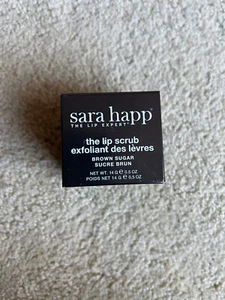 sara happ
THE LIP EXPERT
the lip scrub
exfoliant des lèvres
BROWN SUGAR
SUCRE BRUN
NET WT. 14 G ℮ 0.5 OZ
POIDS NET 14 G ℮ 0,5 OZ